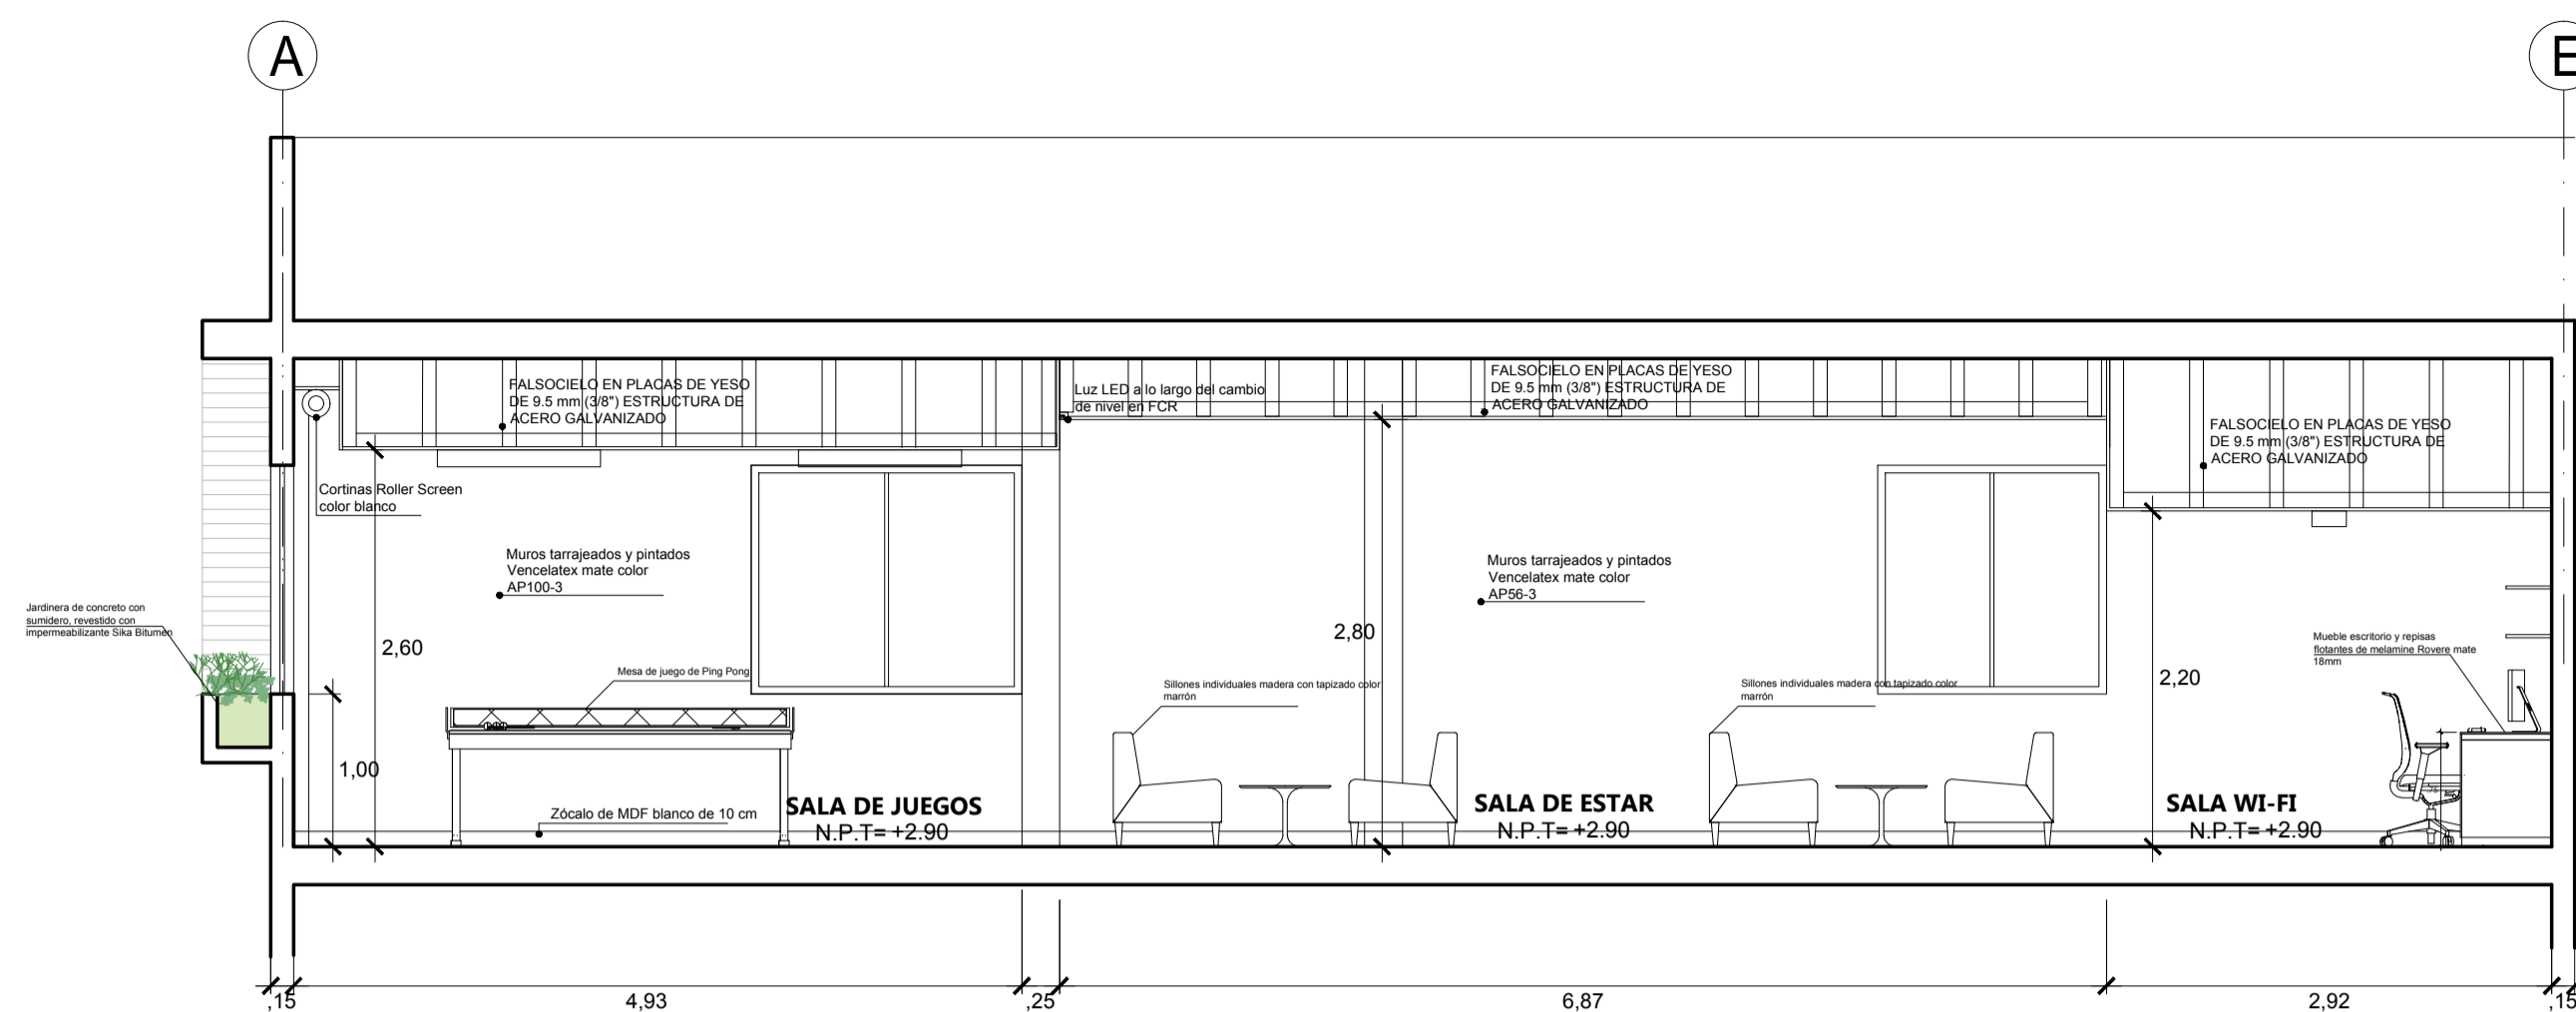 A
FALSOCIELO EN PLACAS DE YESO
DE 9.5 mm (3/8") ESTRUCTURA DE
ACERO GALVANIZADO
Luz LED a lo largo del cambio
de nivel en FCR
FALSOCIELO EN PLACAS DE YESO
DE 9.5 mm (3/8") ESTRUCTURA DE
ACERO GALVANIZADO
FALSOCIELO EN PLACAS DE YESO
DE 9.5 mm (3/8") ESTRUCTURA DE
ACERO GALVANIZADO
Cortinas Roller Screen
color blanco
Muros tarrajeados y pintados
Vencelatex mate color
AP100-3
Muros tarrajeados y pintados
Vencelatex mate color
AP56-3
Jardinera de concreto con
sumidero, revestido con
impermeabilizante Sika Bitumen
2,60
2,80
2,20
Mueble escritorio y repisas
flotantes de melamine Rovere mate
18mm
Mesa de juego de Ping Pong
Sillones individuales madera con tapizado color
marrón
Sillones individuales madera con tapizado color
marrón
1,00
Zócalo de MDF blanco de 10 cm
SALA DE JUEGOS
N.P.T= +2.90
SALA DE ESTAR
N.P.T= +2.90
SALA WI-FI
N.P.T= +2.90
,15
4,93
,25
6,87
2,92
,15